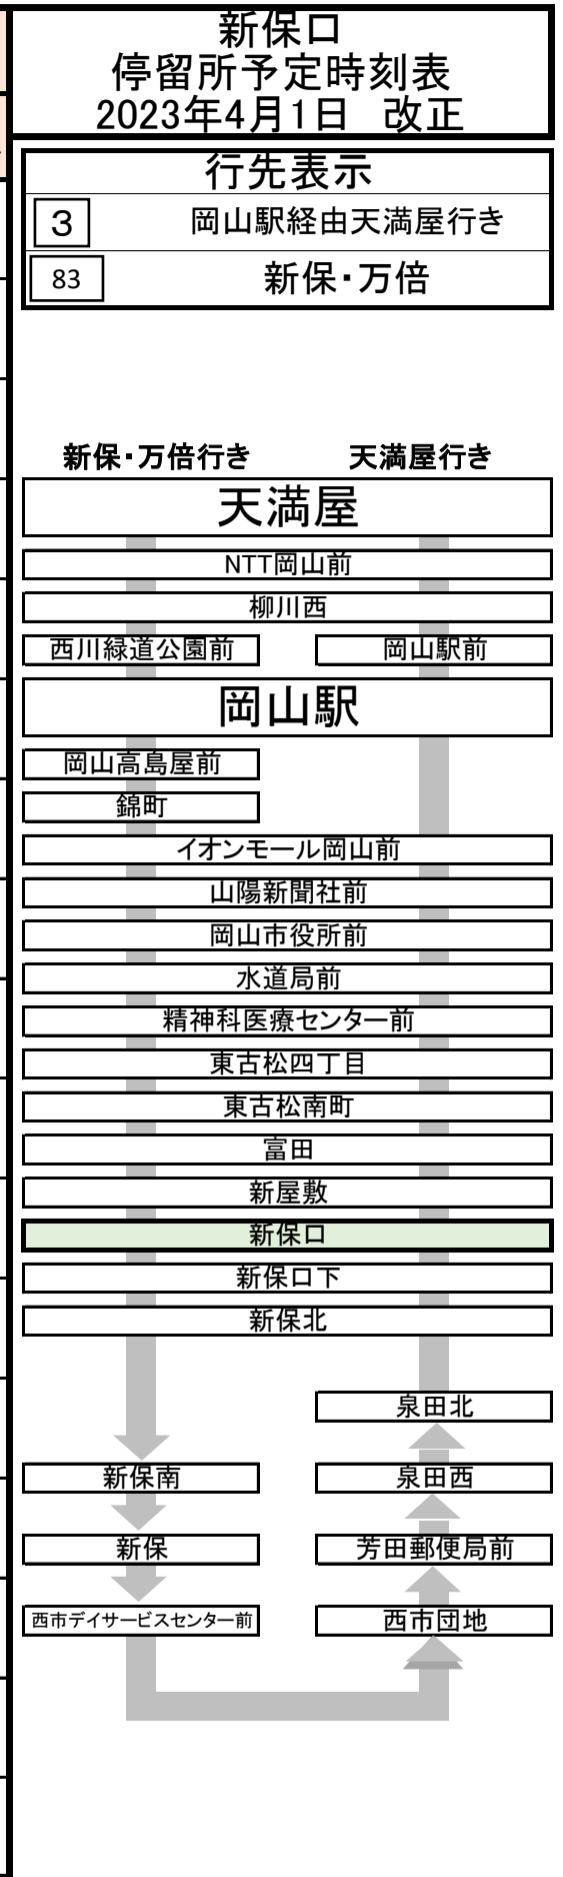 新保口
停留所予定時刻表
2023年4月1日　改正
行先表示
3 岡山駅経由天満屋行き
83 新保・万倍
新保・万倍行き 天満屋行き
天満屋
NTT岡山前
柳川西
西川緑道公園前 岡山駅前
岡山駅
岡山高島屋前
錦町
イオンモール岡山前
山陽新聞社前
岡山市役所前
水道局前
精神科医療センター前
東古松四丁目
東古松南町
富田
新屋敷
新保口
新保口下
新保北
泉田北
新保南 泉田西
新保 芳田郵便局前
西市デイサービスセンター前 西市団地